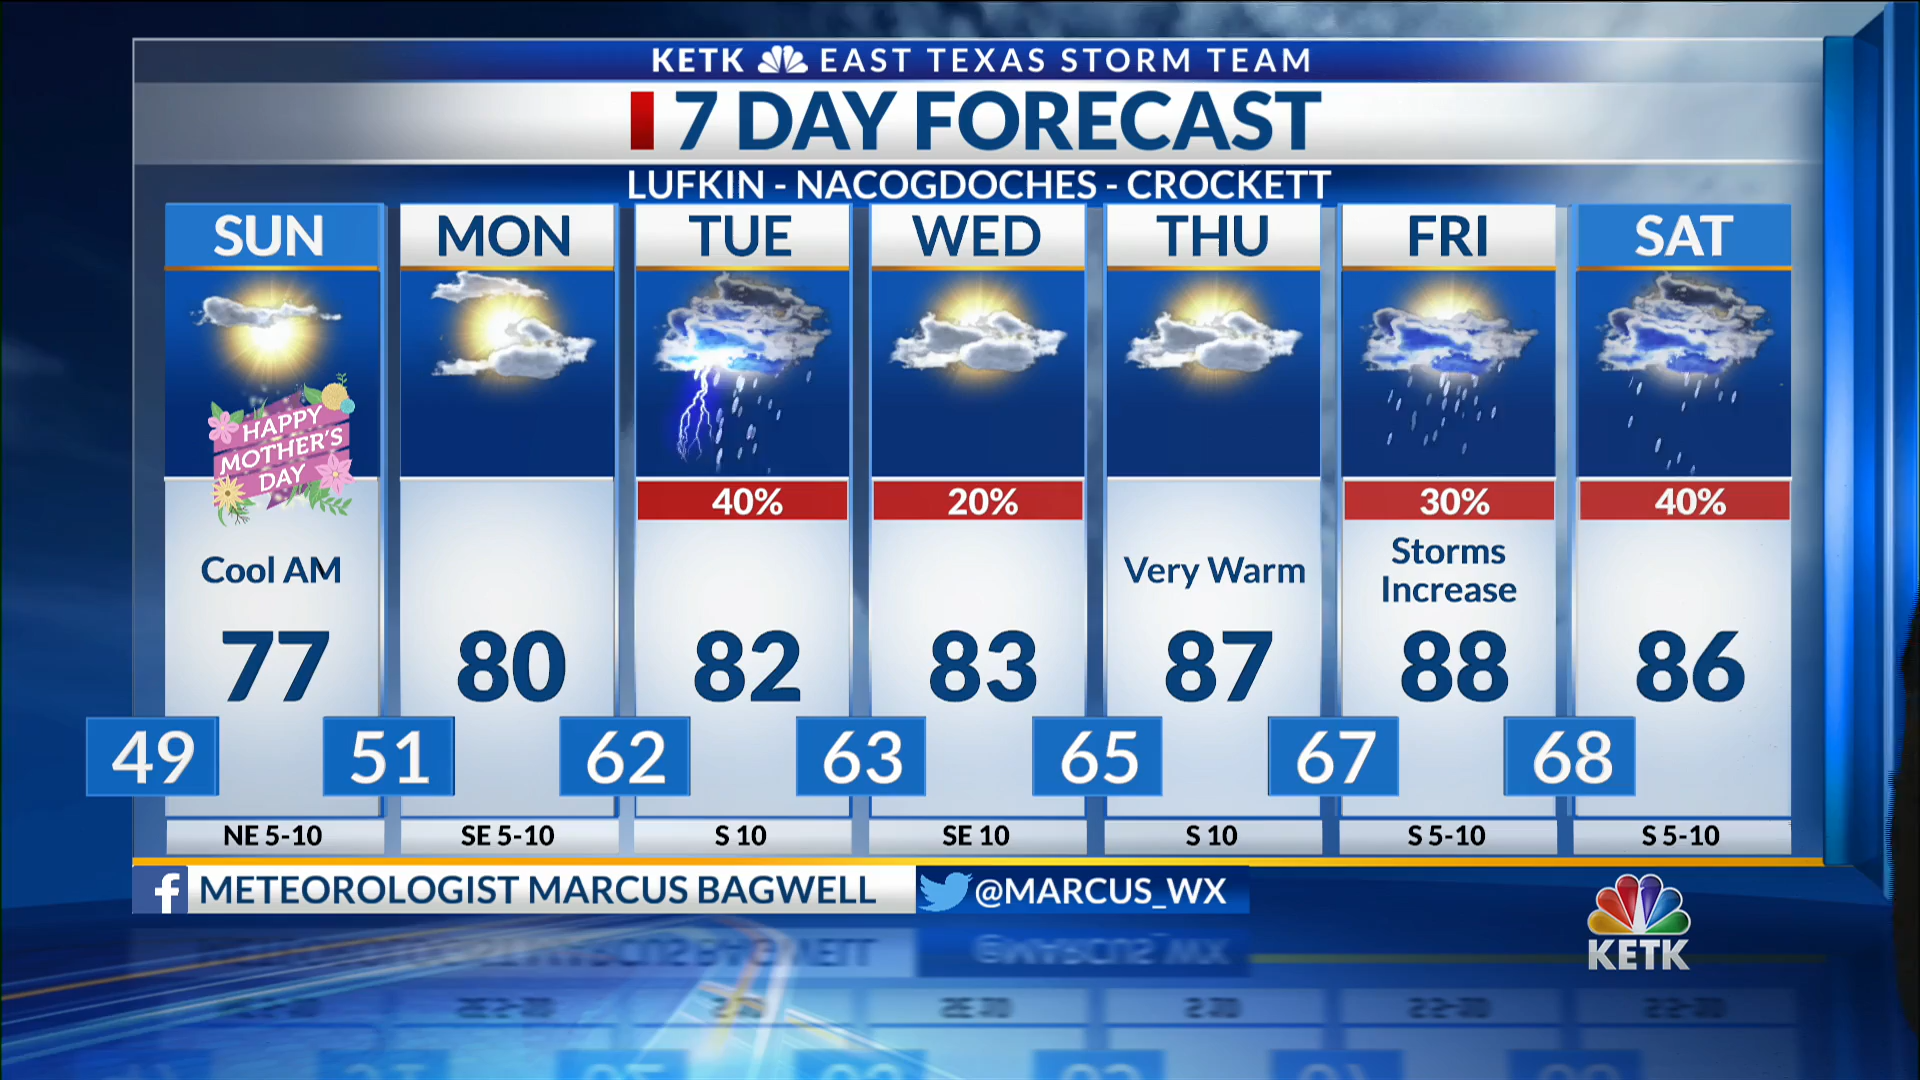 KETK EAST TEXAS STORM TEAM
7 DAY FORECAST
LUFKIN - NACOGDOCHES - CROCKETT
SUN MON TUE WED THU FRI SAT
HAPPY
MOTHER'S
DAY
40% 20% 30% 40%
Cool AM Very Warm Storms
Increase
77 80 82 83 87 88 86
49 51 62 63 65 67 68
NE 5-10 SE 5-10 S 10 SE 10 S 10 S 5-10 S 5-10
f METEOROLOGIST MARCUS BAGWELL @MARCUS_WX
KETK